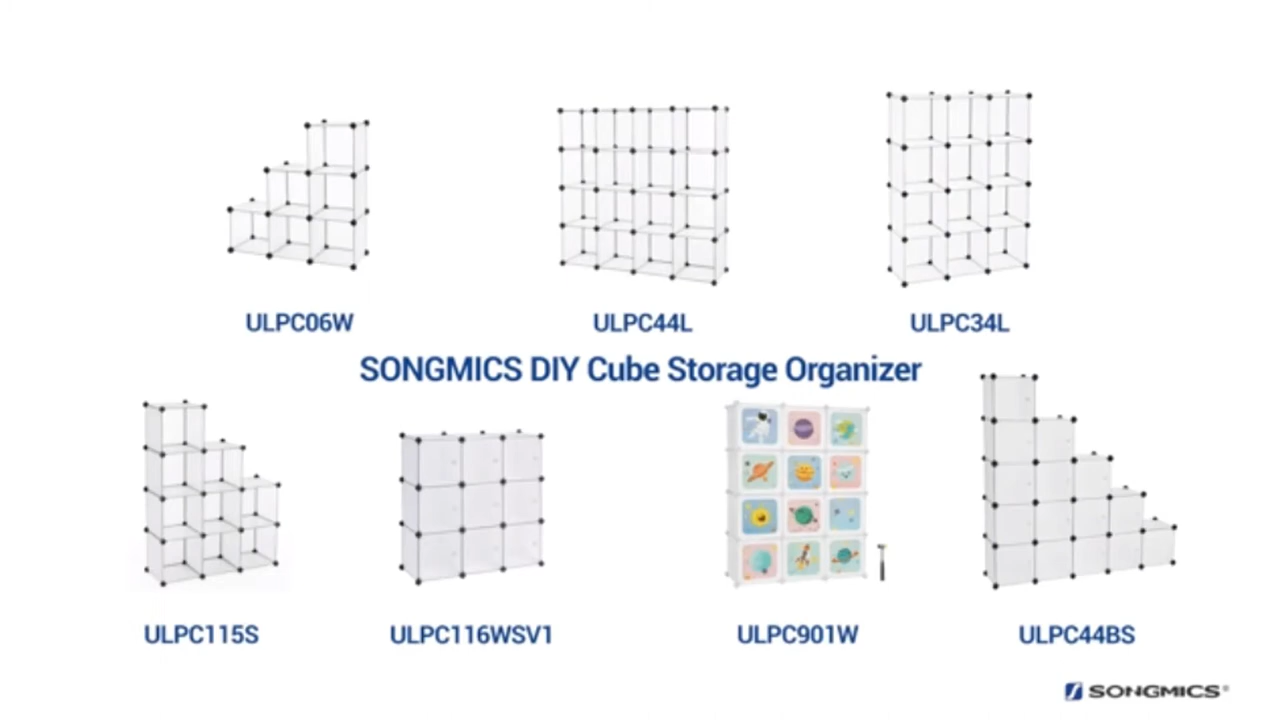 ULPC06W
ULPC44L
ULPC34L
SONGMICS DIY Cube Storage Organizer
ULPC115S
ULPC116WSV1
ULPC901W
ULPC44BS
SONGMICS®